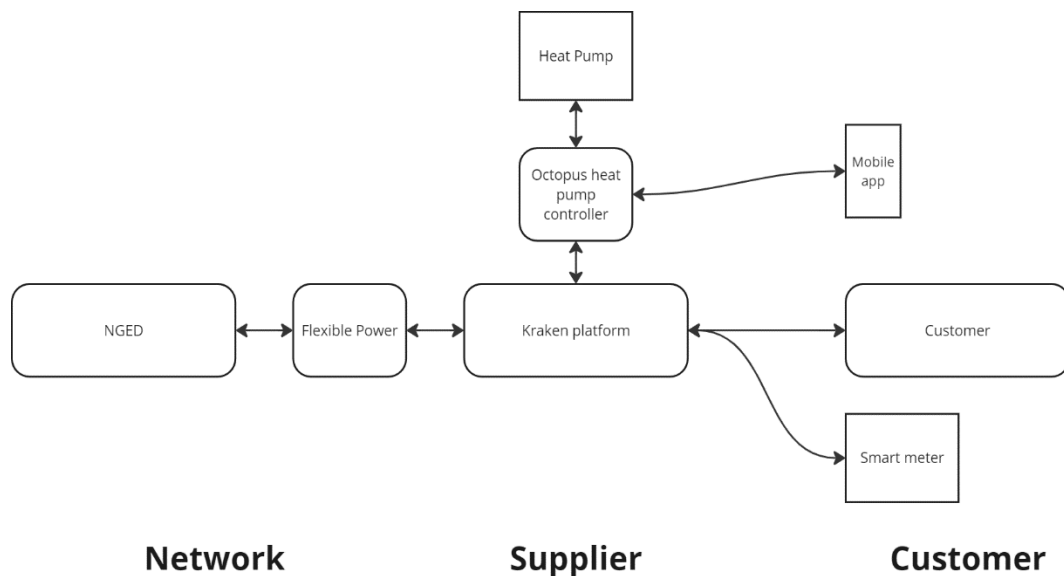 Heat Pump
Octopus heat
pump
controller
Mobile
app
NGED
Flexible Power
Kraken platform
Customer
Smart meter
Network
Supplier
Customer